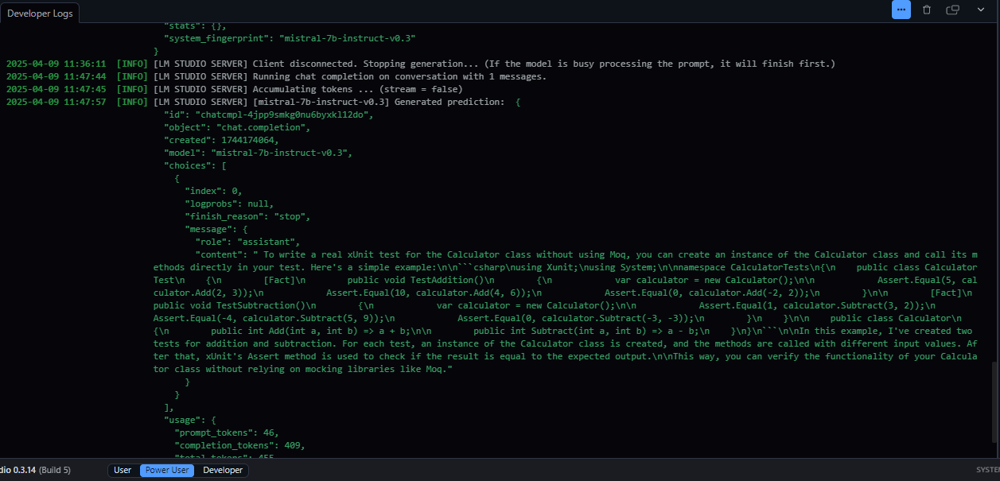 Developer Logs
"stats": {},
"system_fingerprint": "mistral-7b-instruct-v0.3"
}
2025-04-09 11:36:11 [INFO] [LM STUDIO SERVER] Client disconnected. Stopping generation... (If the model is busy processing the prompt, it will finish first.)
2025-04-09 11:47:44 [INFO] [LM STUDIO SERVER] Running chat completion on conversation with 1 messages.
2025-04-09 11:47:45 [INFO] [LM STUDIO SERVER] Accumulating tokens ... (stream = false)
2025-04-09 11:47:57 [INFO] [LM STUDIO SERVER] [mistral-7b-instruct-v0.3] Generated prediction: {
"id": "chatcmpl-4jpp9smkg0nu6byxkl12do",
"object": "chat.completion",
"created": 1744174064,
"model": "mistral-7b-instruct-v0.3",
"choices": [
{
"index": 0,
"logprobs": null,
"finish_reason": "stop",
"message": {
"role": "assistant",
"content": " To write a real xUnit test for the Calculator class without using Moq, you can create an instance of the Calculator class and call its m
ethods directly in your test. Here's a simple example:\n\n```csharp\nusing Xunit;\nusing System;\n\nnamespace CalculatorTests\n{\n    public class Calculator
Test\n    {\n        [Fact]\n        public void TestAddition()\n        {\n            var calculator = new Calculator();\n\n            Assert.Equal(5, cal
culator.Add(2, 3));\n            Assert.Equal(10, calculator.Add(4, 6));\n            Assert.Equal(0, calculator.Add(-2, 2));\n        }\n\n        [Fact]\n
public void TestSubtraction()\n        {\n            var calculator = new Calculator();\n\n            Assert.Equal(1, calculator.Subtract(3, 2));\n
Assert.Equal(-4, calculator.Subtract(5, 9));\n            Assert.Equal(0, calculator.Subtract(-3, -3));\n        }\n    }\n\n    public class Calculator\n
{\n        public int Add(int a, int b) => a + b;\n\n        public int Subtract(int a, int b) => a - b;\n    }\n}\n```\n\nIn this example, I've created two
tests for addition and subtraction. For each test, an instance of the Calculator class is created, and the methods are called with different input values. Af
ter that, xUnit's Assert method is used to check if the result is equal to the expected output.\n\nThis way, you can verify the functionality of your Calcula
tor class without relying on mocking libraries like Moq."
}
}
],
"usage": {
"prompt_tokens": 46,
"completion_tokens": 409,
"total_tokens": 455
dio 0.3.14 (Build 5) User Power User Developer SYSTE